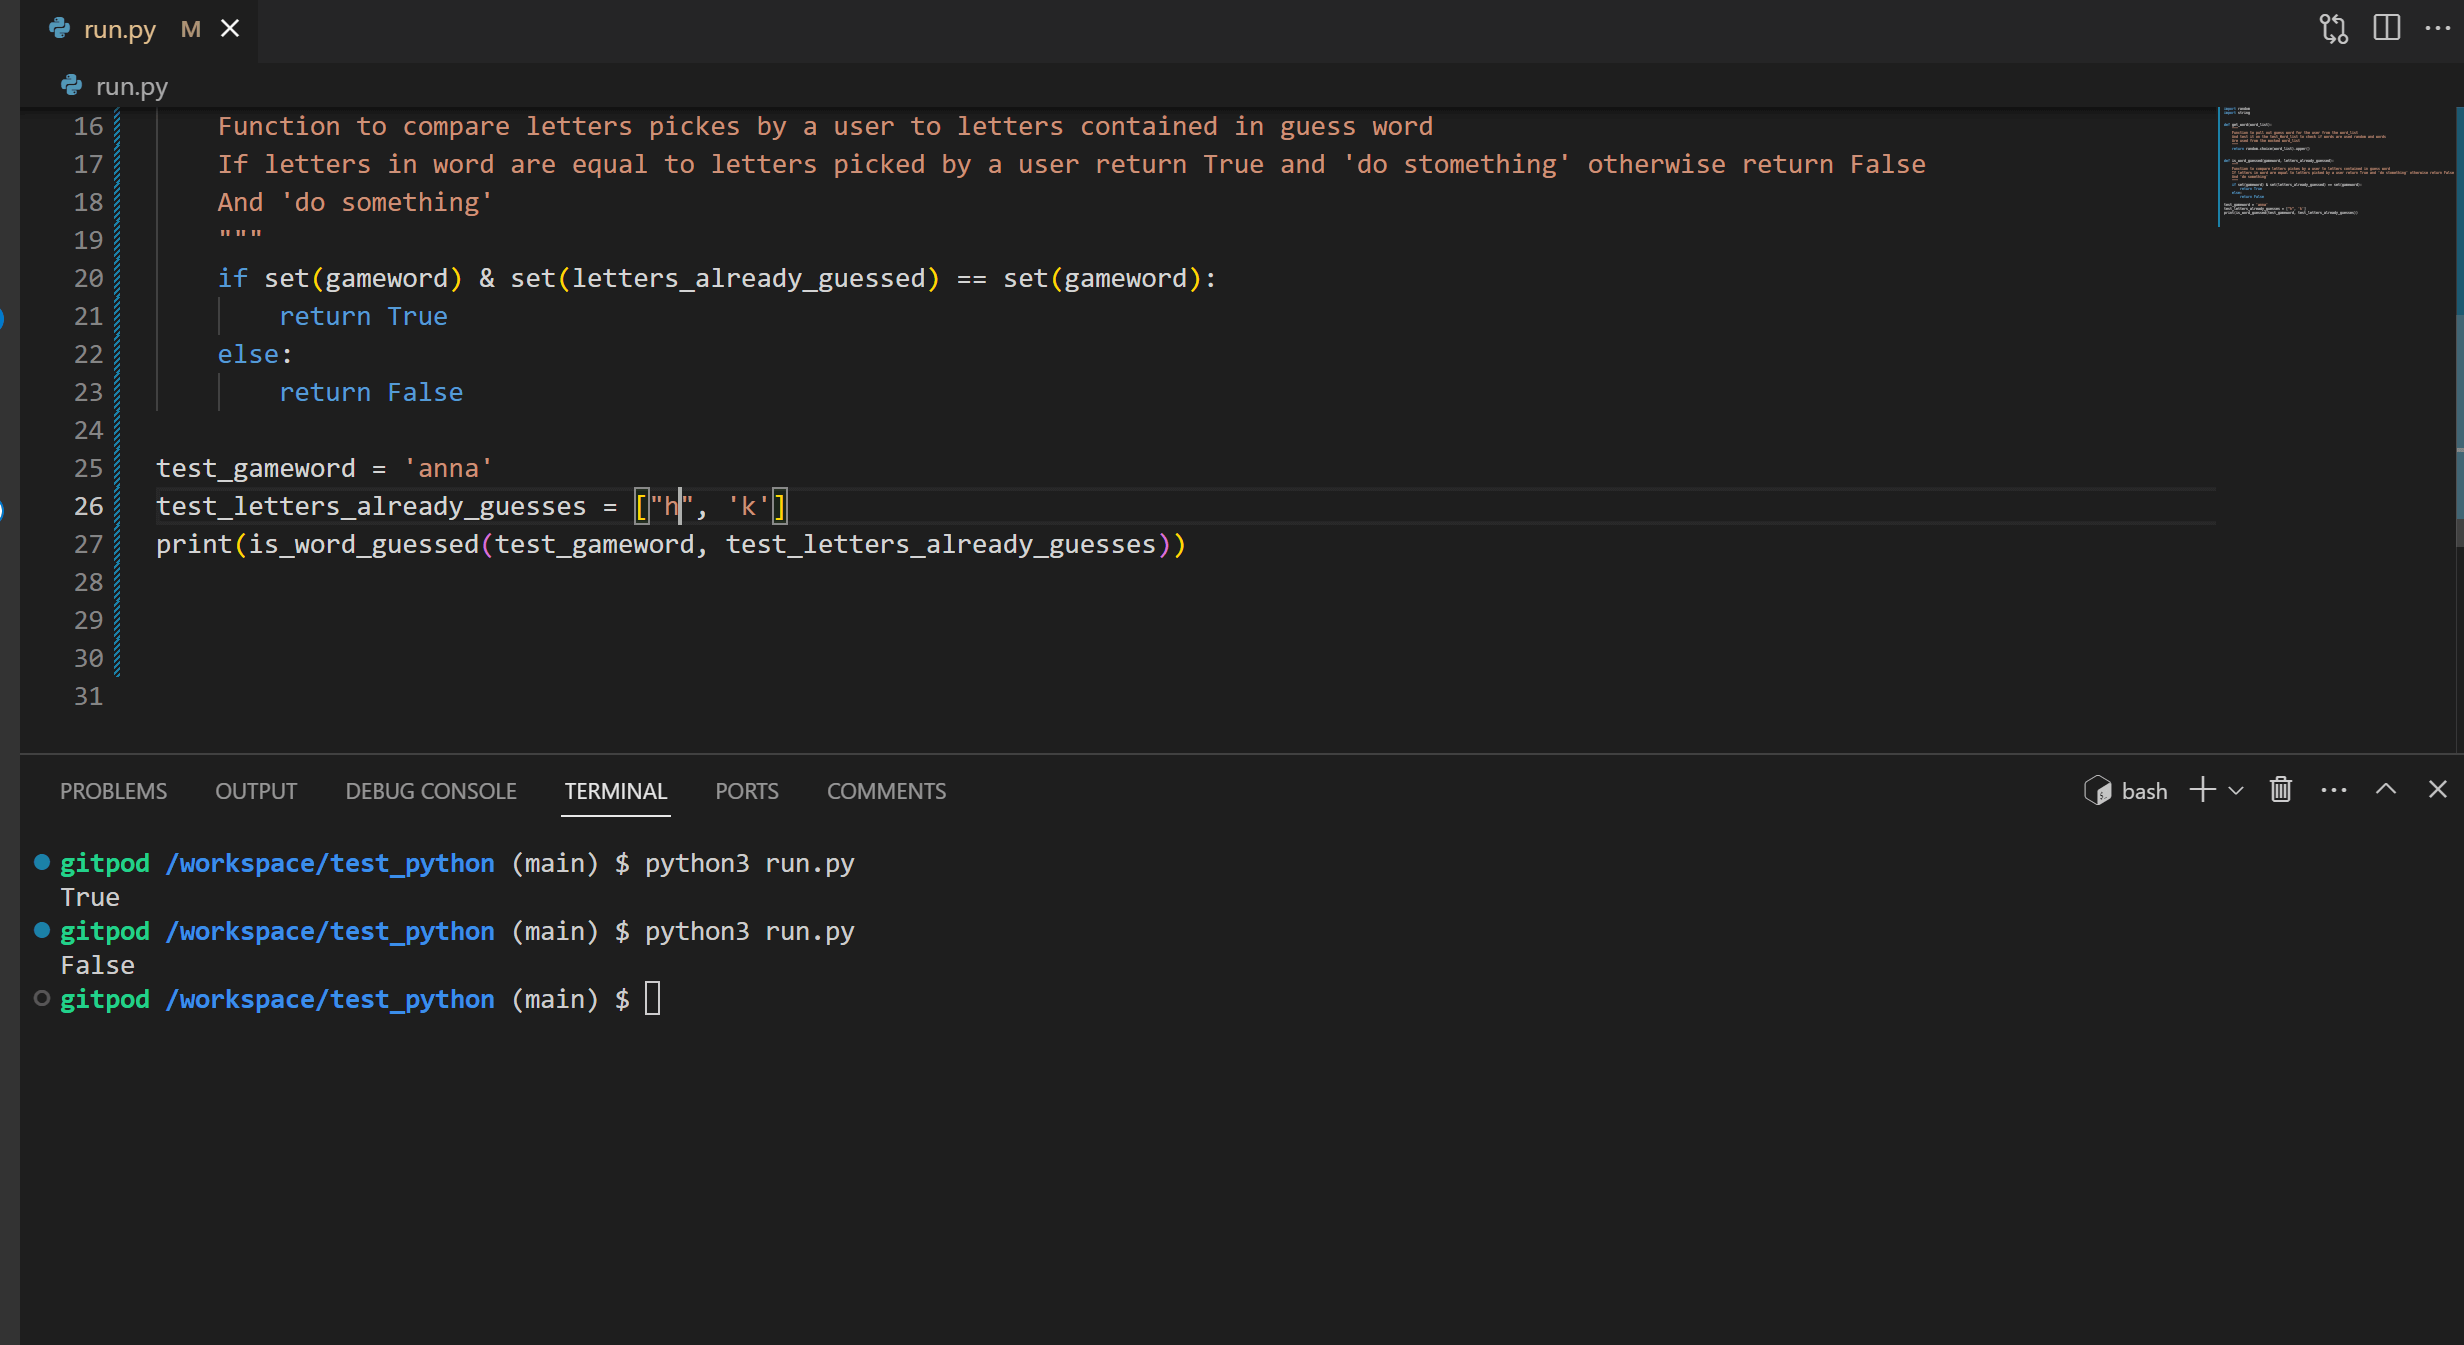 run.py M
run.py
16 Function to compare letters pickes by a user to letters contained in guess word
17 If letters in word are equal to letters picked by a user return True and 'do stomething' otherwise return False
18 And 'do something'
19 """
20 if set(gameword) & set(letters_already_guessed) == set(gameword):
21 return True
22 else:
23 return False
24
25 test_gameword = 'anna'
26 test_letters_already_guesses = ["h", 'k']
27 print(is_word_guessed(test_gameword, test_letters_already_guesses))
28
29
30
31
PROBLEMS OUTPUT DEBUG CONSOLE TERMINAL PORTS COMMENTS bash
gitpod /workspace/test_python (main) $ python3 run.py
True
gitpod /workspace/test_python (main) $ python3 run.py
False
gitpod /workspace/test_python (main) $